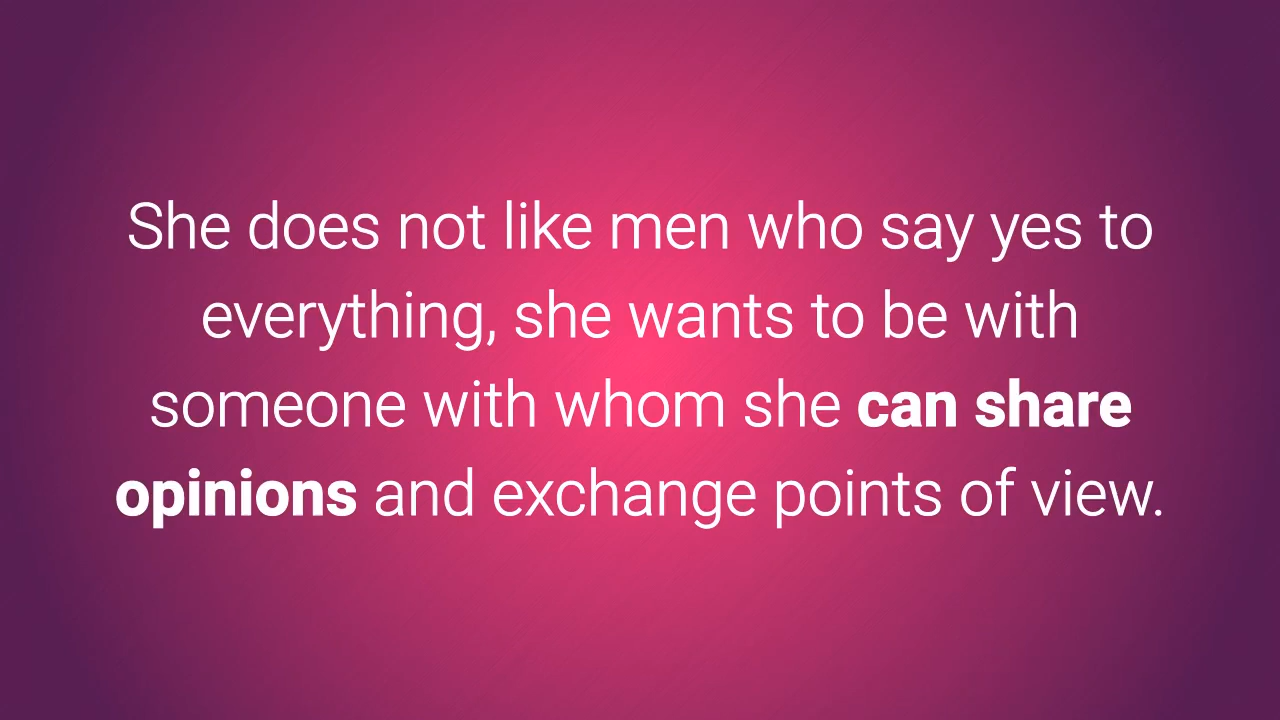 She does not like men who say yes to
everything, she wants to be with
someone with whom she can share
opinions and exchange points of view.